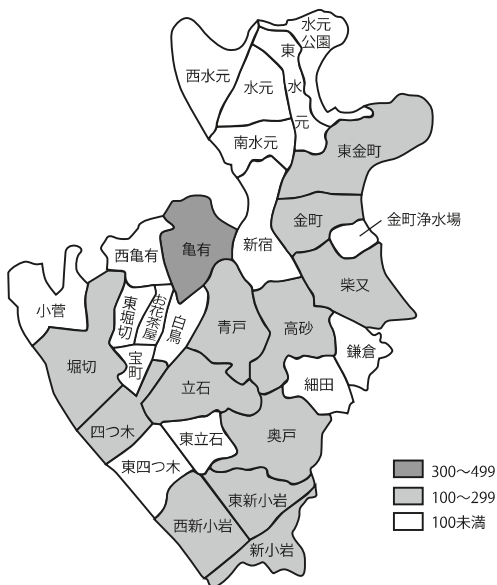 水元
公園
東
水
元
西水元
水元
南水元
東金町
金町
金町浄水場
新宿
亀有
西亀有
柴又
小菅
東堀切
お花茶屋
白鳥
青戸
高砂
鎌倉
堀切
宝町
細田
立石
四つ木
東立石
奥戸
東四つ木
東新小岩
西新小岩
新小岩
300～499
100～299
100未満